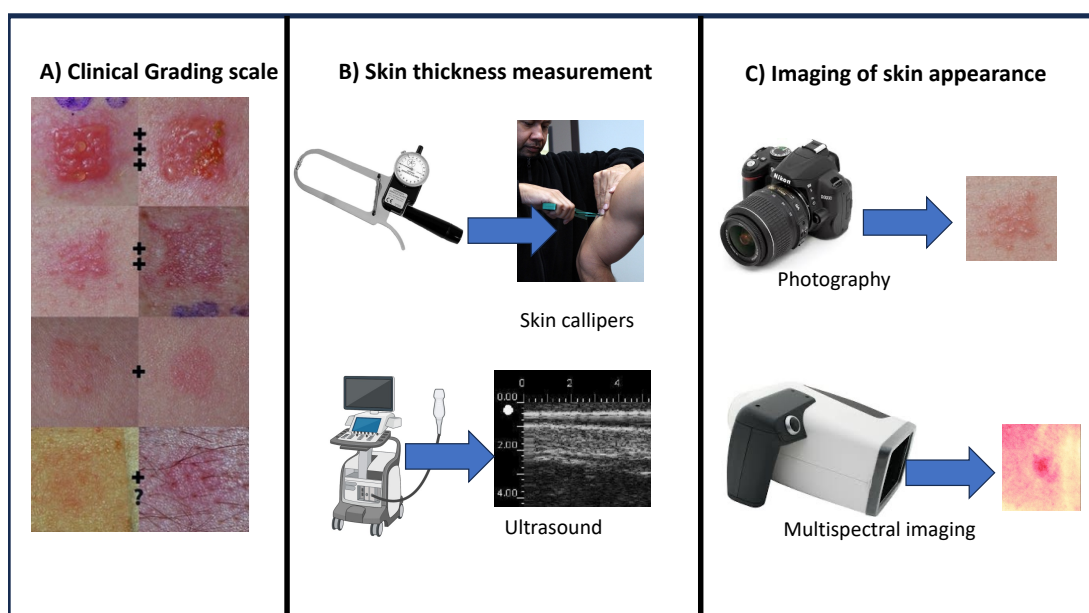 A) Clinical Grading scale
+
+
+
+
+
+
+
?
B) Skin thickness measurement
Skin callipers
0 2 4
0.00
2.00
4.00
Ultrasound
C) Imaging of skin appearance
Nikon
Photography
Multispectral imaging